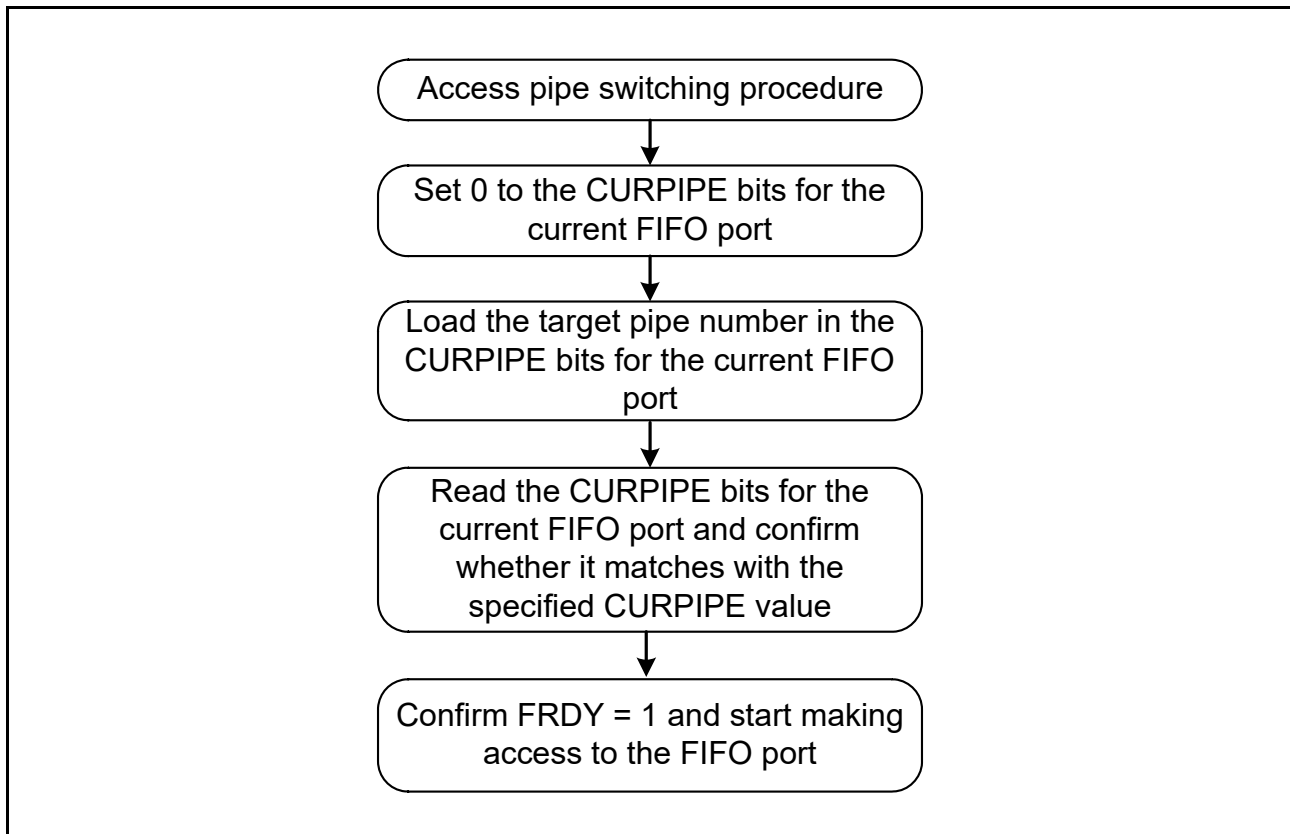 Access pipe switching procedure
Set 0 to the CURPIPE bits for the
current FIFO port
Load the target pipe number in the
CURPIPE bits for the current FIFO
port
Read the CURPIPE bits for the
current FIFO port and confirm
whether it matches with the
specified CURPIPE value
Confirm FRDY = 1 and start making
access to the FIFO port